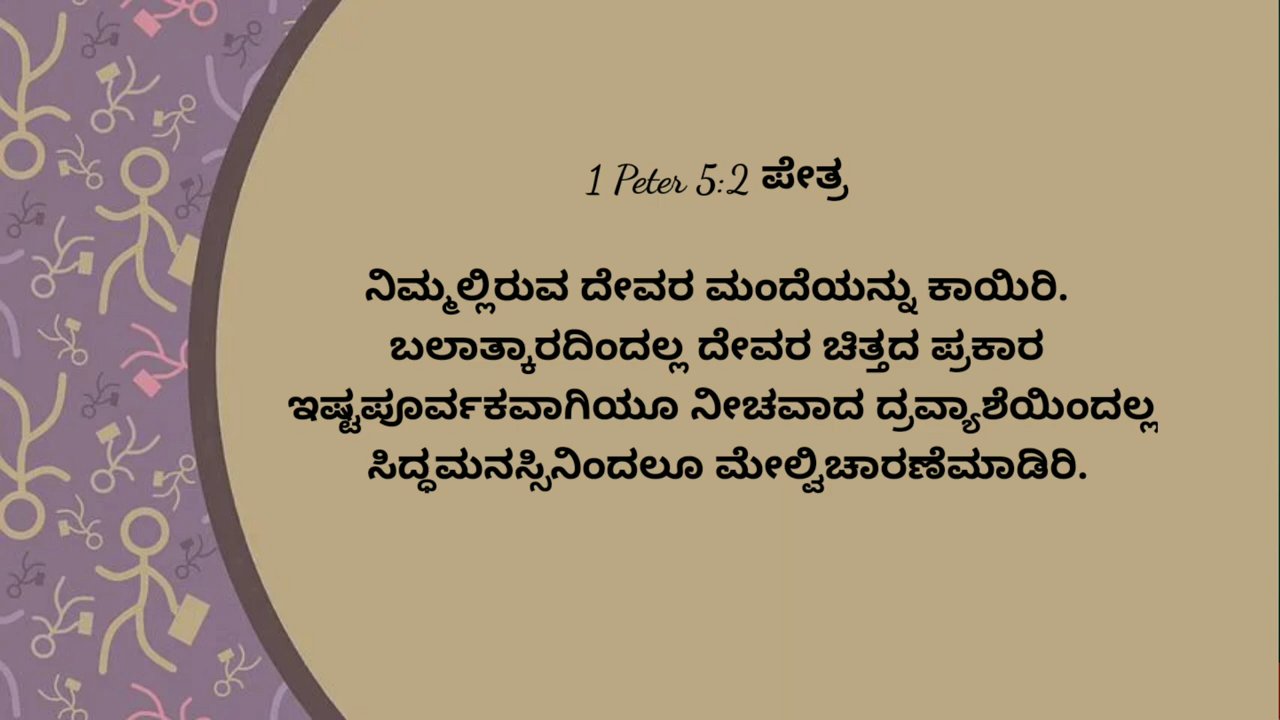 1 Peter 5:2 ಪೇತ್ರ
ನಿಮ್ಮಲ್ಲಿರುವ ದೇವರ ಮಂದೆಯನ್ನು ಕಾಯಿರಿ.
ಬಲಾತ್ಕಾರದಿಂದಲ್ಲ ದೇವರ ಚಿತ್ತದ ಪ್ರಕಾರ
ಇಷ್ಟಪೂರ್ವಕವಾಗಿಯೂ ನೀಚವಾದ ದ್ರವ್ಯಾಶೆಯಿಂದಲ್ಲ
ಸಿದ್ಧಮನಸ್ಸಿನಿಂದಲೂ ಮೇಲ್ವಿಚಾರಣೆಮಾಡಿರಿ.